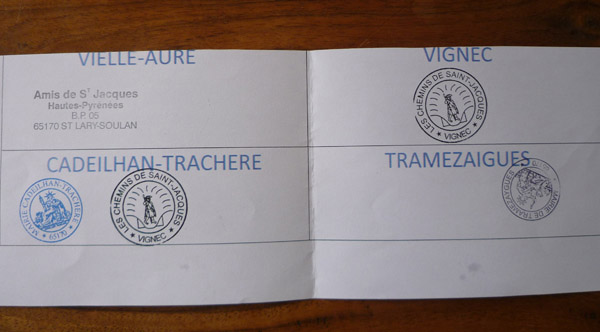 VIELLE-AURE
VIGNEC
Amis de St Jacques
Hautes-Pyrénées
B.P. 05
65170 ST LARY-SOULAN
LES CHEMINS DE SAINT-JACQUES
* VIGNEC *
CADEILHAN-TRACHERE
TRAMEZAIGUES
MAIRIE CADEILHAN-TRACHERE
* 65170 *
LES CHEMINS DE SAINT-JACQUES
* VIGNEC *
MAIRIE DE TRAMEZAIGUES